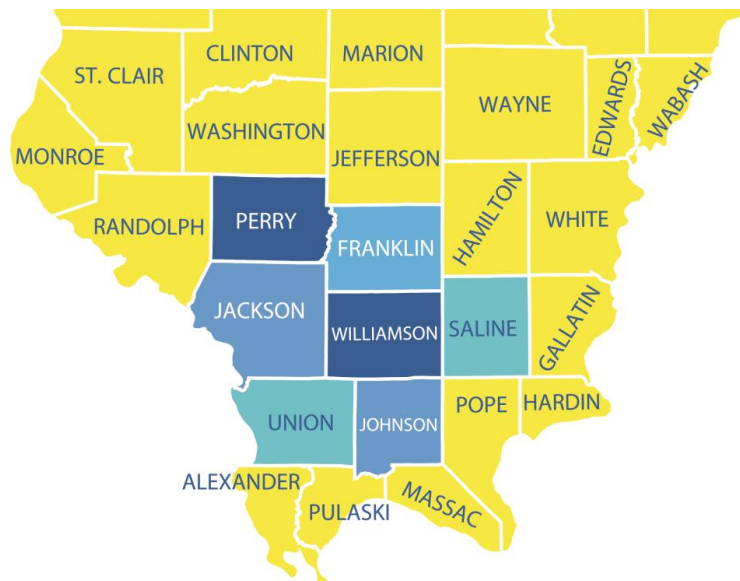 CLINTON
MARION
ST. CLAIR
WAYNE
EDWARDS
WABASH
WASHINGTON
MONROE
JEFFERSON
RANDOLPH
PERRY
HAMILTON
WHITE
FRANKLIN
JACKSON
WILLIAMSON
SALINE
GALLATIN
UNION
JOHNSON
POPE
HARDIN
ALEXANDER
PULASKI
MASSAC